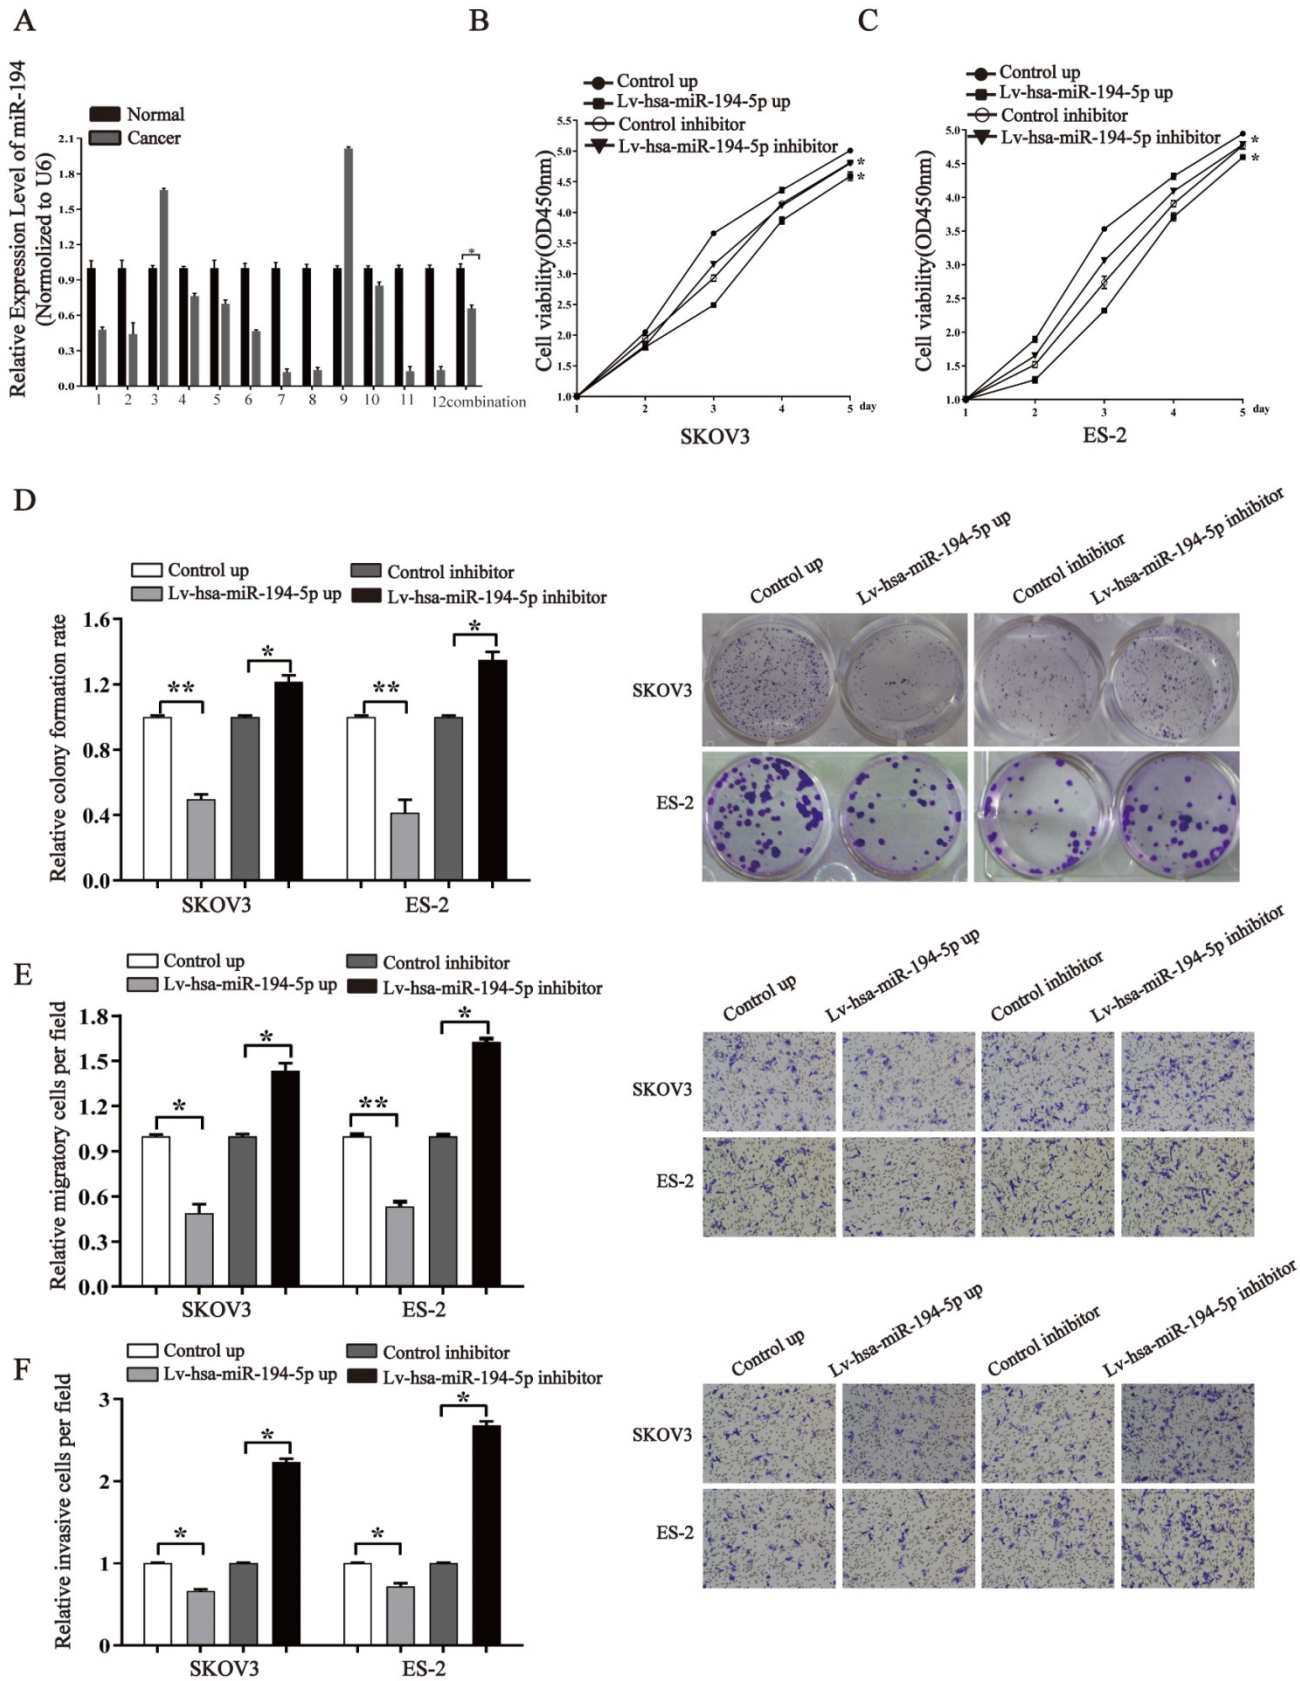 A
B
C
Relative Expression Level of miR-194
(Normalized to U6)
Normal
Cancer
2.1
1.8
1.5
1.2
0.9
0.6
0.3
0.0
*
1 2 3 4 5 6 7 8 9 10 11 12combination
Control up
Lv-hsa-miR-194-5p up
Control inhibitor
Lv-hsa-miR-194-5p inhibitor
Cell viability(OD450nm)
5.5
5.0
4.5
4.0
3.5
3.0
2.5
2.0
1.5
1.0
*
*
1 2 3 4 5 day
SKOV3
Control up
Lv-hsa-miR-194-5p up
Control inhibitor
Lv-hsa-miR-194-5p inhibitor
Cell viability(OD450nm)
5.0
4.5
4.0
3.5
3.0
2.5
2.0
1.5
1.0
*
*
1 2 3 4 5 day
ES-2
D
Control up
Lv-hsa-miR-194-5p up
Control inhibitor
Lv-hsa-miR-194-5p inhibitor
Relative colony formation rate
1.6
1.2
0.8
0.4
0.0
** * ** *
SKOV3 ES-2
Control up
Lv-hsa-miR-194-5p up
Control inhibitor
Lv-hsa-miR-194-5p inhibitor
SKOV3
ES-2
E
Control up
Lv-hsa-miR-194-5p up
Control inhibitor
Lv-hsa-miR-194-5p inhibitor
Relative migratory cells per field
1.8
1.5
1.2
0.9
0.6
0.3
0.0
* * ** *
SKOV3 ES-2
Control up
Lv-hsa-miR-194-5p up
Control inhibitor
Lv-hsa-miR-194-5p inhibitor
SKOV3
ES-2
F
Control up
Lv-hsa-miR-194-5p up
Control inhibitor
Lv-hsa-miR-194-5p inhibitor
Relative invasive cells per field
3
2
1
0
* * * *
SKOV3 ES-2
Control up
Lv-hsa-miR-194-5p up
Control inhibitor
Lv-hsa-miR-194-5p inhibitor
SKOV3
ES-2